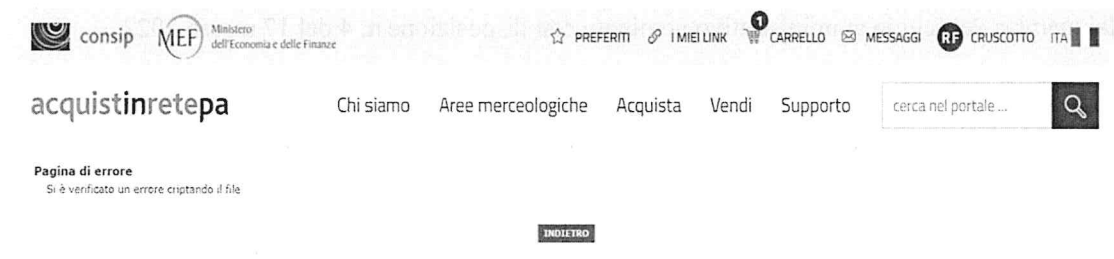 1
consip MEF Ministero dell'Economia e delle Finanze PREFERITI I MIEI LINK CARRELLO MESSAGGI RF CRUSCOTTO ITA
acquistinretepa Chi siamo Aree merceologiche Acquista Vendi Supporto cerca nel portale ...
Pagina di errore
Si è verificato un errore criptando il file
INDIETRO